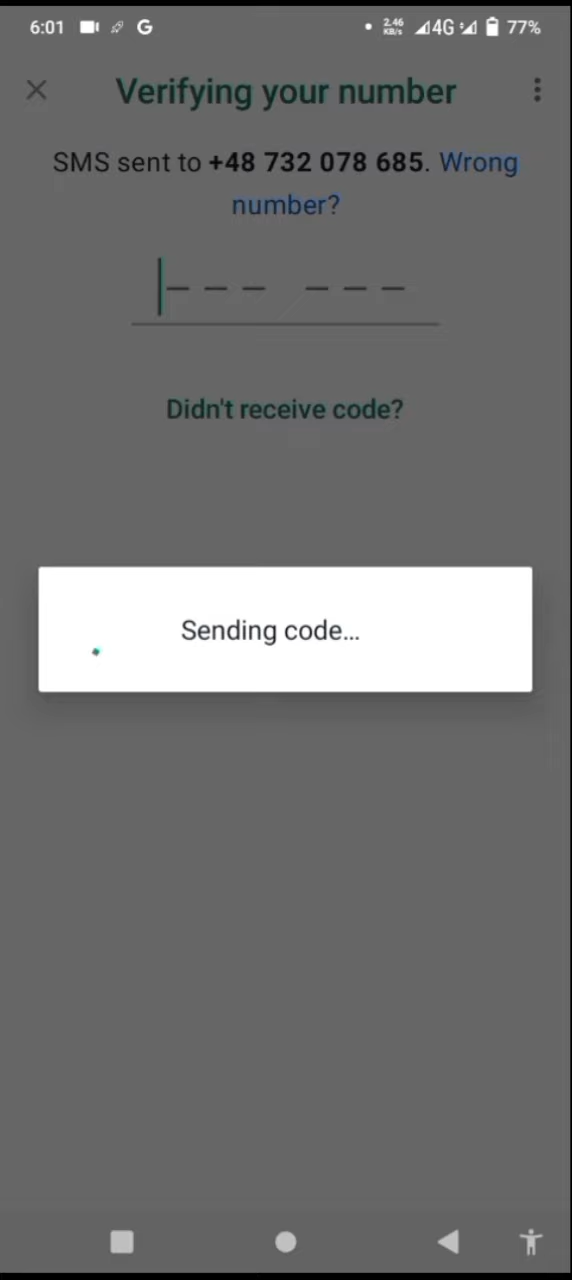 6:01 G 2.46 KB/s 4G 77%
Verifying your number
SMS sent to +48 732 078 685. Wrong
number?
Didn't receive code?
Sending code...